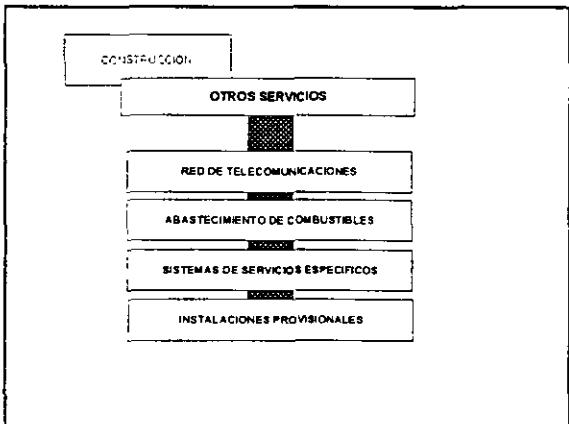 CONSTRUCCION
OTROS SERVICIOS
RED DE TELECOMUNICACIONES
ABASTECIMIENTO DE COMBUSTIBLES
SISTEMAS DE SERVICIOS ESPECIFICOS
INSTALACIONES PROVISIONALES